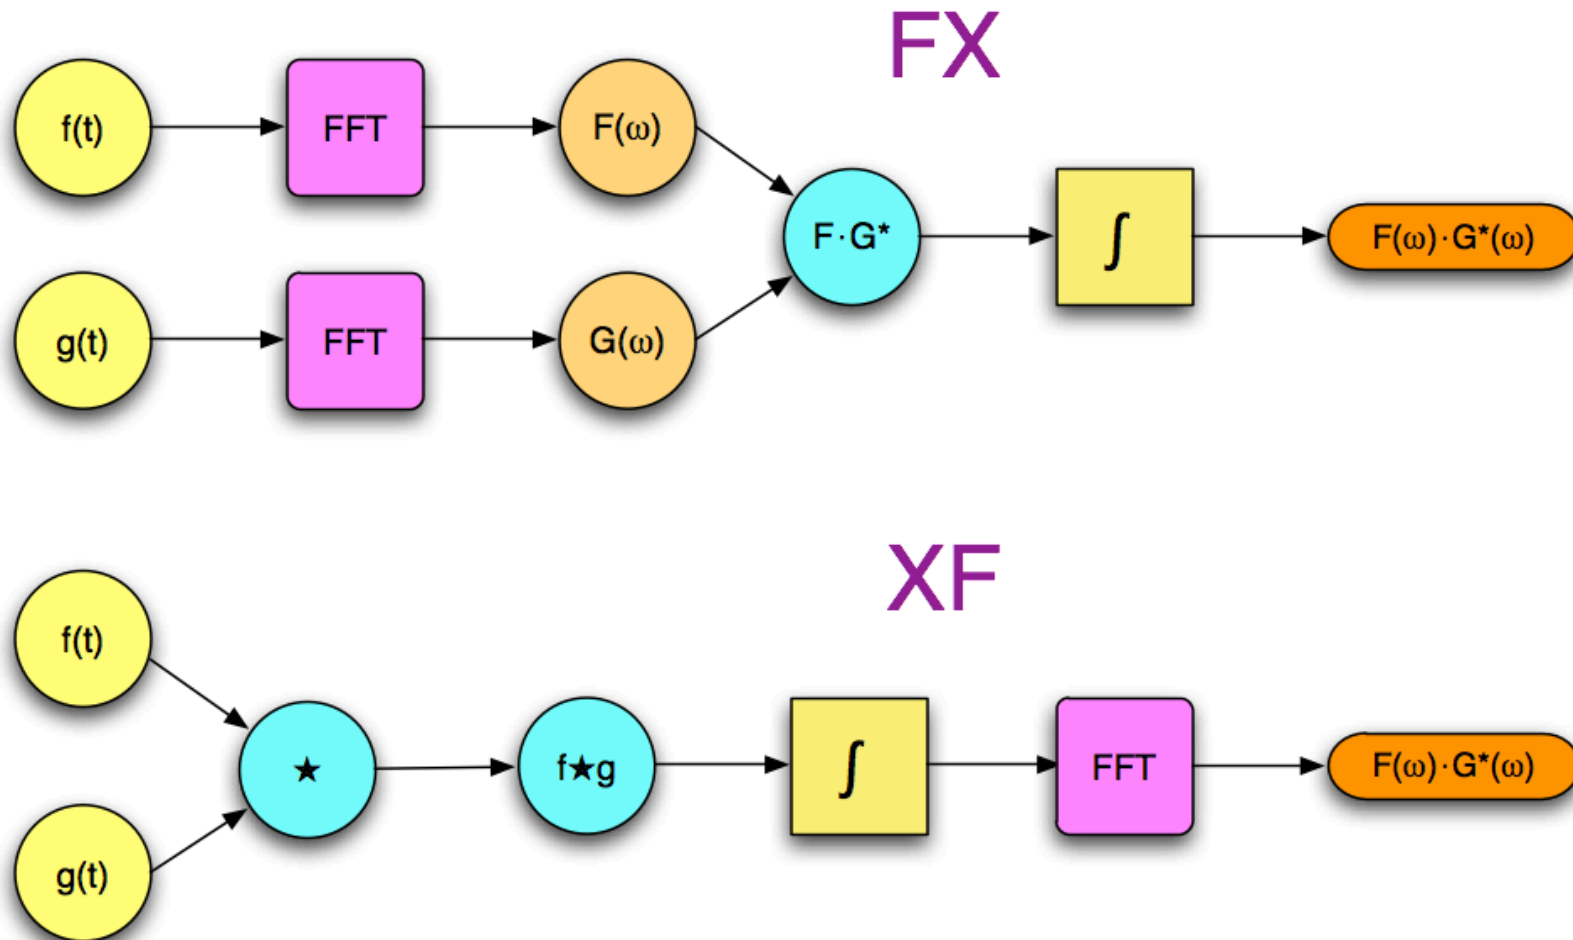 FX
f(t)
FFT
F(ω)
F·G*
∫
F(ω)·G*(ω)
g(t)
FFT
G(ω)
XF
f(t)
★
f★g
∫
FFT
F(ω)·G*(ω)
g(t)